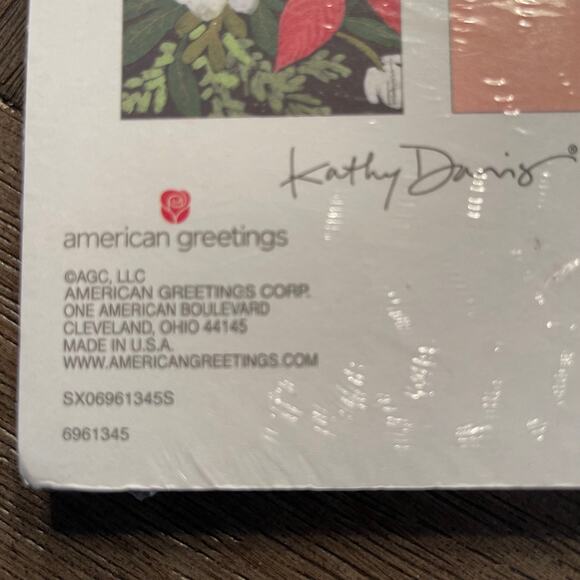 Kathy Davis®
american greetings
©AGC, LLC
AMERICAN GREETINGS CORP.
ONE AMERICAN BOULEVARD
CLEVELAND, OHIO 44145
MADE IN U.S.A.
WWW.AMERICANGREETINGS.COM
SX06961345S
6961345